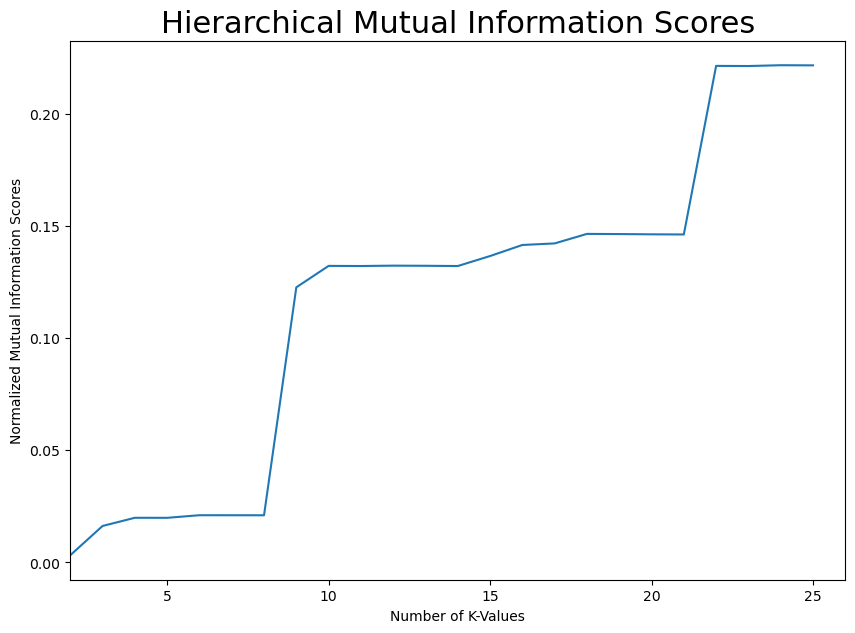 Hierarchical Mutual Information Scores
Normalized Mutual Information Scores
0.20
0.15
0.10
0.05
0.00
5 10 15 20 25
Number of K-Values